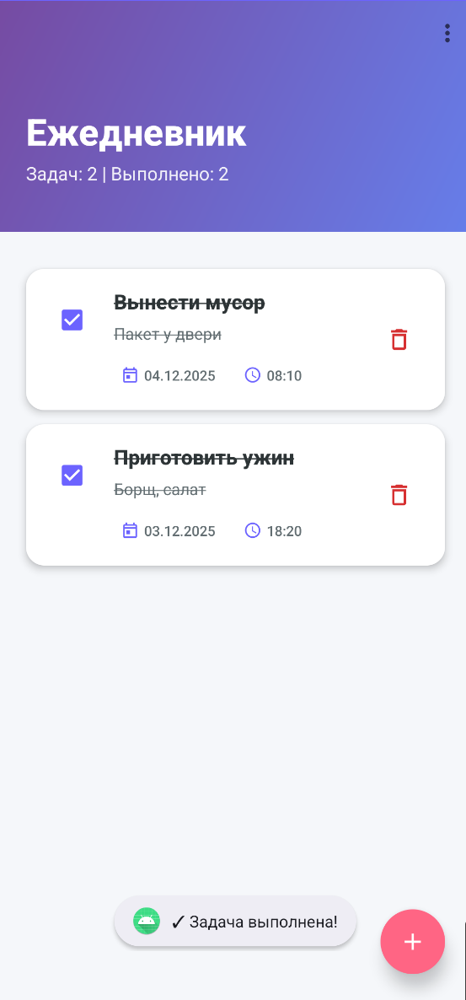 Ежедневник
Задач: 2 | Выполнено: 2
Вынести мусор
Пакет у двери
04.12.2025 08:10
Приготовить ужин
Борщ, салат
03.12.2025 18:20
✓ Задача выполнена!